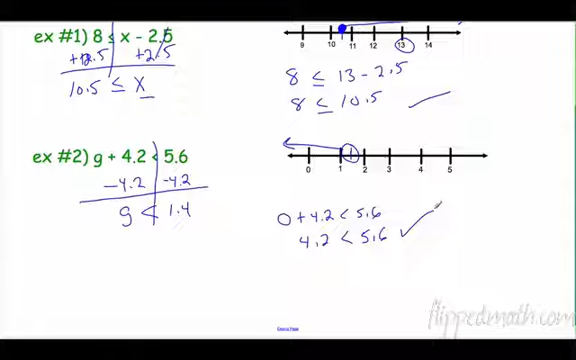 ex #1) 8 ≤ x - 2.5
+2.5 +2.5
10.5 ≤ x
9 10 11 12 13 14
8 ≤ 13 - 2.5
8 ≤ 10.5
ex #2) g + 4.2 < 5.6
-4.2 -4.2
g < 1.4
0 1 2 3 4 5
0 + 4.2 < 5.6
4.2 < 5.6
flippedmath.com